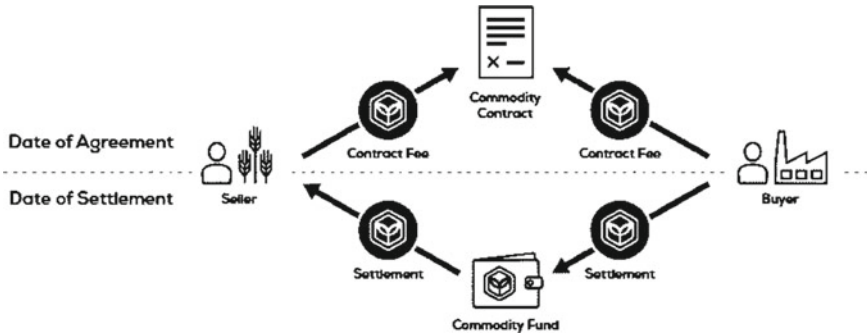 Commodity
Contract
Date of Agreement
Contract Fee
Contract Fee
Date of Settlement
Seller
Buyer
Settlement
Settlement
Commodity Fund